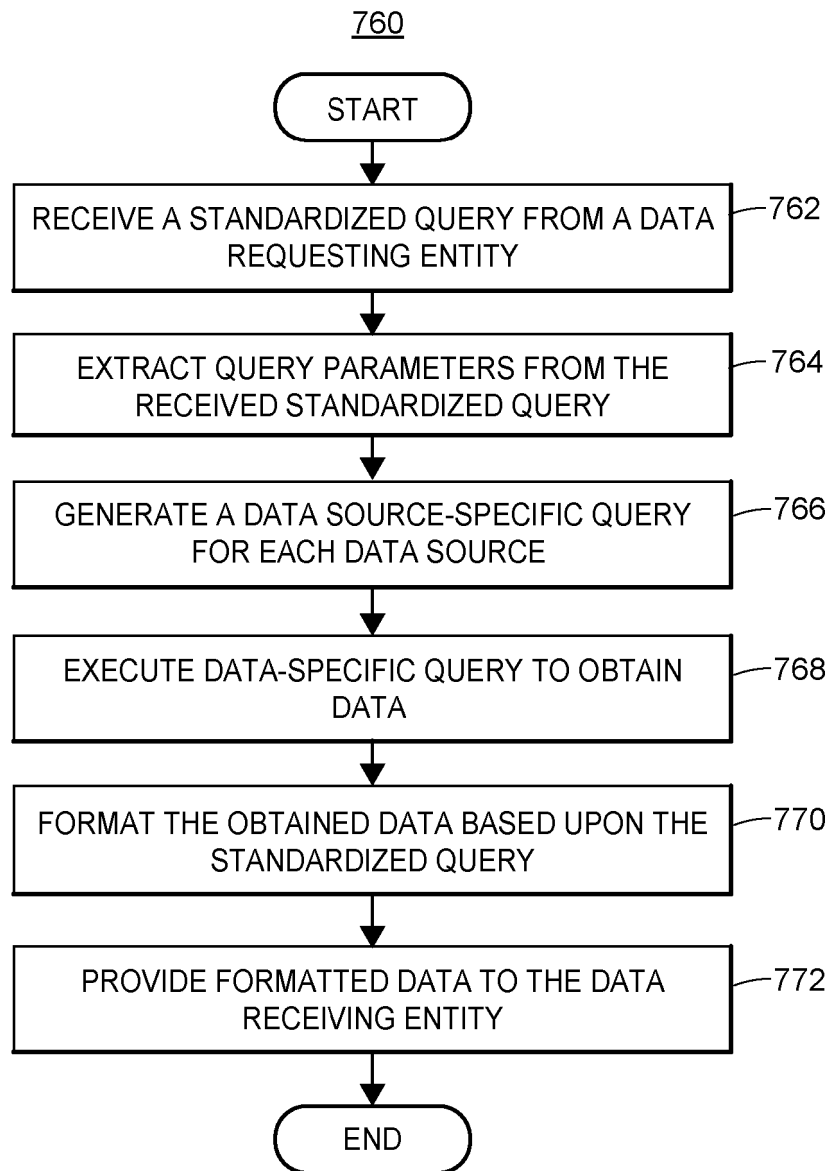 760
START
RECEIVE A STANDARDIZED QUERY FROM A DATA
REQUESTING ENTITY
762
EXTRACT QUERY PARAMETERS FROM THE
RECEIVED STANDARDIZED QUERY
764
GENERATE A DATA SOURCE-SPECIFIC QUERY
FOR EACH DATA SOURCE
766
EXECUTE DATA-SPECIFIC QUERY TO OBTAIN
DATA
768
FORMAT THE OBTAINED DATA BASED UPON THE
STANDARDIZED QUERY
770
PROVIDE FORMATTED DATA TO THE DATA
RECEIVING ENTITY
772
END